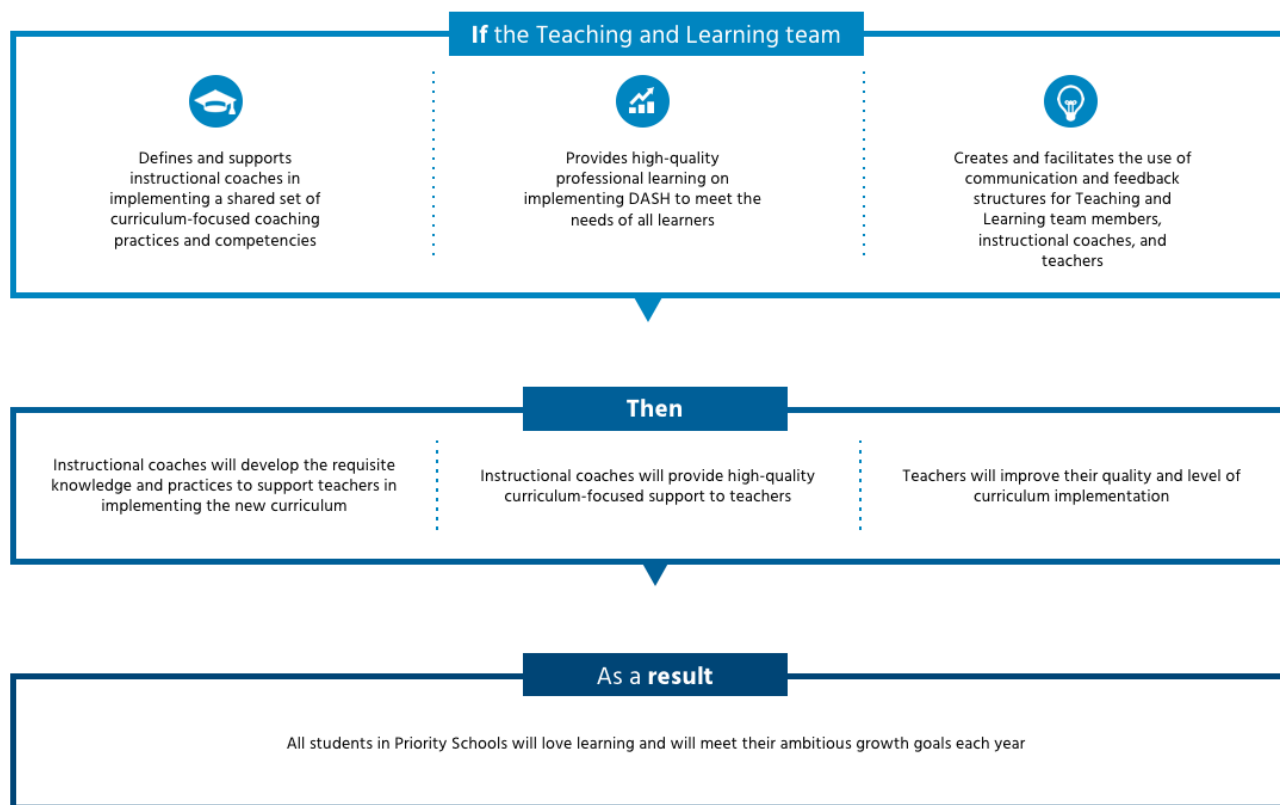 If the Teaching and Learning team
Defines and supports
instructional coaches in
implementing a shared set of
curriculum-focused coaching
practices and competencies
Provides high-quality
professional learning on
implementing DASH to meet the
needs of all learners
Creates and facilitates the use of
communication and feedback
structures for Teaching and
Learning team members,
instructional coaches, and
teachers
Then
Instructional coaches will develop the requisite
knowledge and practices to support teachers in
implementing the new curriculum
Instructional coaches will provide high-quality
curriculum-focused support to teachers
Teachers will improve their quality and level of
curriculum implementation
As a result
All students in Priority Schools will love learning and will meet their ambitious growth goals each year